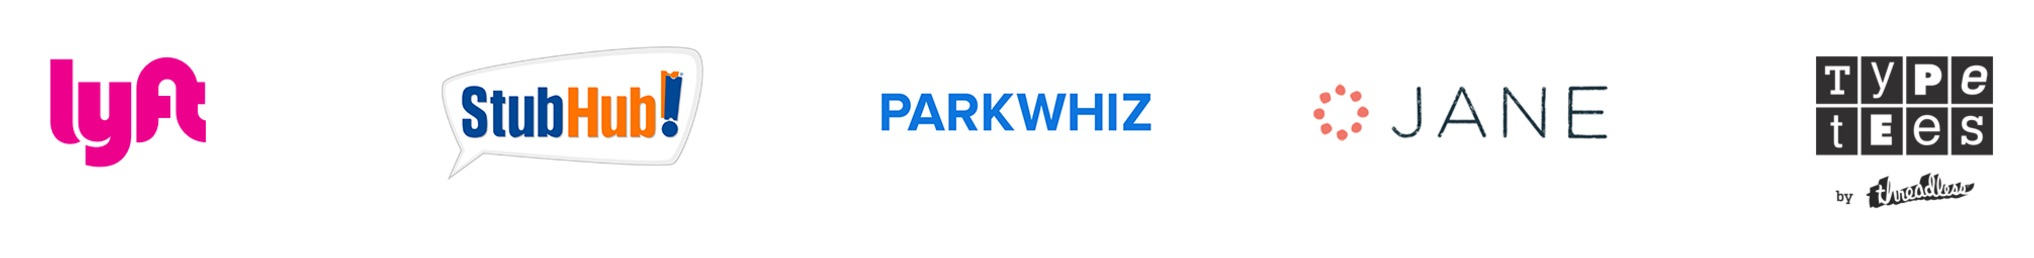 lyft
StubHub!
PARKWHIZ
JANE
TyPe
tEes
by threadless